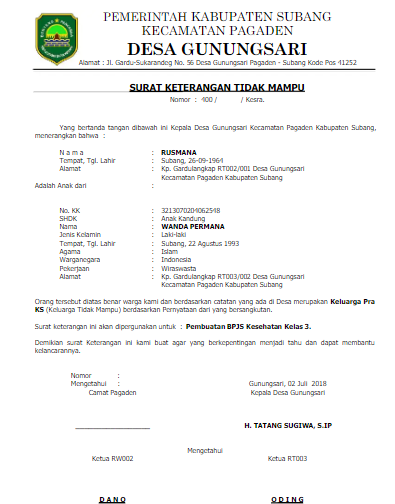 PEMERINTAH KABUPATEN SUBANG
KECAMATAN PAGADEN
DESA GUNUNGSARI
Alamat : Jl. Gardu-Sukarandeg No. 56 Desa Gunungsari Pagaden - Subang Kode Pos 41252
SURAT KETERANGAN TIDAK MAMPU
Nomor : 400 / / Kesra.
Yang bertanda tangan dibawah ini Kepala Desa Gunungsari Kecamatan Pagaden Kabupaten Subang,
menerangkan bahwa :
N a m a : RUSMANA
Tempat, Tgl. Lahir : Subang, 26-09-1964
Alamat : Kp. Gardulangkap RT002/001 Desa Gunungsari
Kecamatan Pagaden Kabupaten Subang
Adalah Anak dari :
No. KK : 3213070204062548
SHDK : Anak Kandung
Nama : WANDA PERMANA
Jenis Kelamin : Laki-laki
Tempat, Tgl. Lahir : Subang, 22 Agustus 1993
Agama : Islam
Warganegara : Indonesia
Pekerjaan : Wiraswasta
Alamat : Kp. Gardulangkap RT003/002 Desa Gunungsari
Kecamatan Pagaden Kabupaten Subang
Orang tersebut diatas benar warga kami dan berdasarkan catatan yang ada di Desa merupakan Keluarga Pra
KS (Keluarga Tidak Mampu) berdasarkan Pernyataan dari yang bersangkutan.
Surat keterangan ini akan dipergunakan untuk : Pembuatan BPJS Kesehatan Kelas 3.
Demikian surat Keterangan ini kami buat agar yang berkepentingan menjadi tahu dan dapat membantu
kelancarannya.
Nomor :
Mengetahui : Gunungsari, 02 Juli 2018
Camat Pagaden Kepala Desa Gunungsari
H. TATANG SUGIWA, S.IP
Mengetahui
Ketua RW002 Ketua RT003
D A N O O D I N G